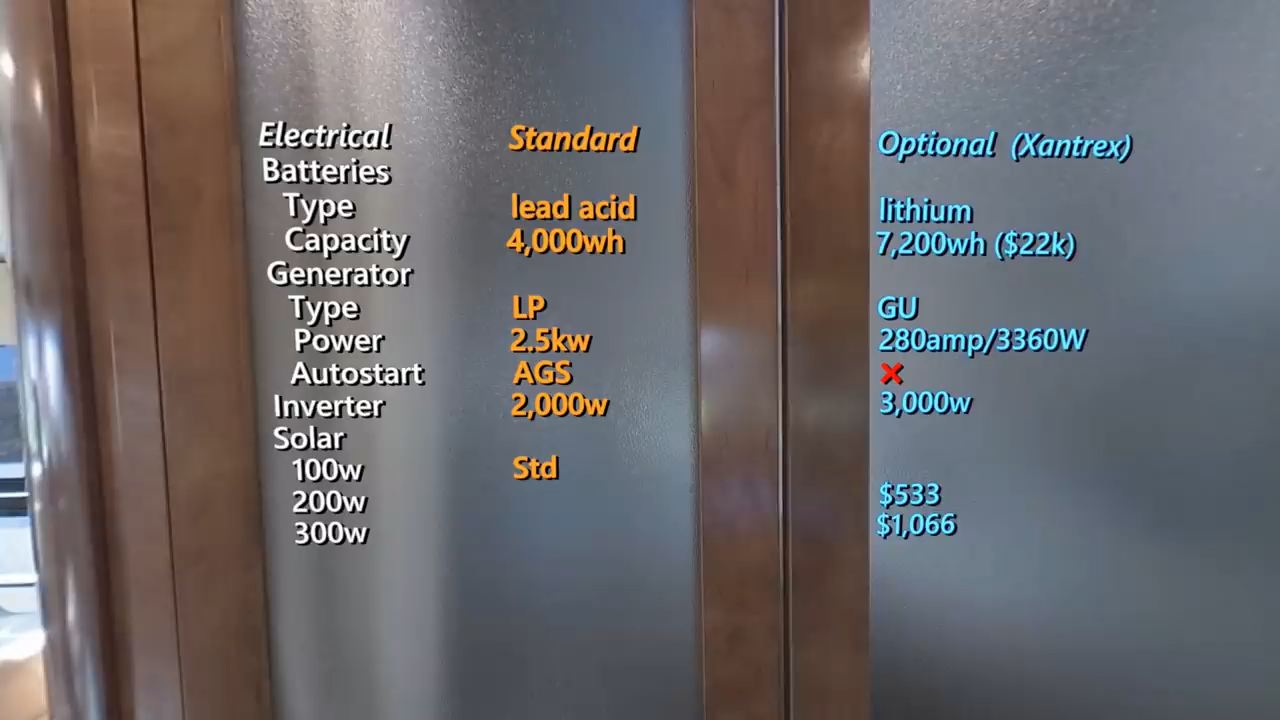 Electrical Standard Optional (Xantrex)
Batteries
Type lead acid lithium
Capacity 4,000wh 7,200wh ($22k)
Generator
Type LP GU
Power 2.5kw 280amp/3360W
Autostart AGS ❌
Inverter 2,000w 3,000w
Solar
100w Std
200w $533
300w $1,066